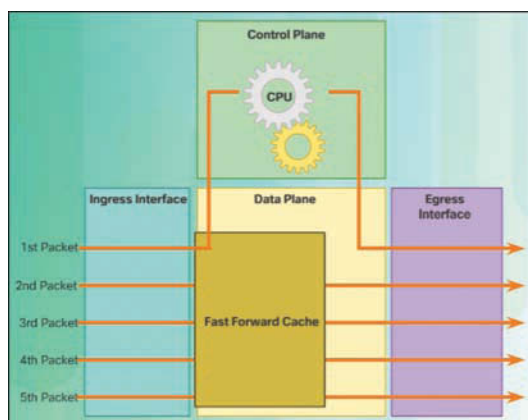 Control Plane
CPU
Ingress Interface
Data Plane
Egress
Interface
1st Packet
2nd Packet
3rd Packet
Fast Forward Cache
4th Packet
5th Packet